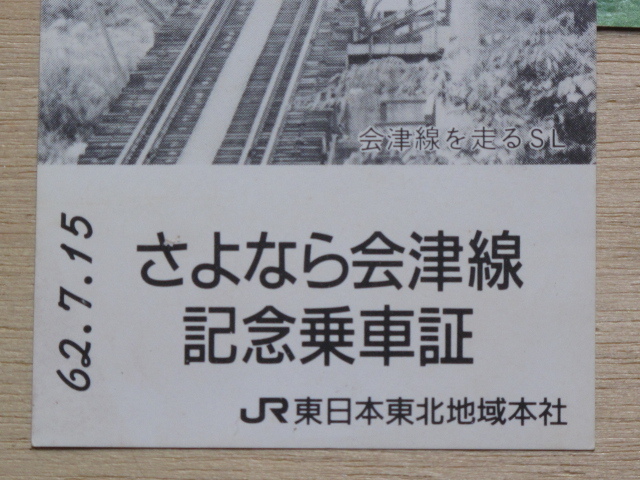 会津線を走るSL
62.7.15
さよなら会津線
記念乗車証
JR東日本東北地域本社